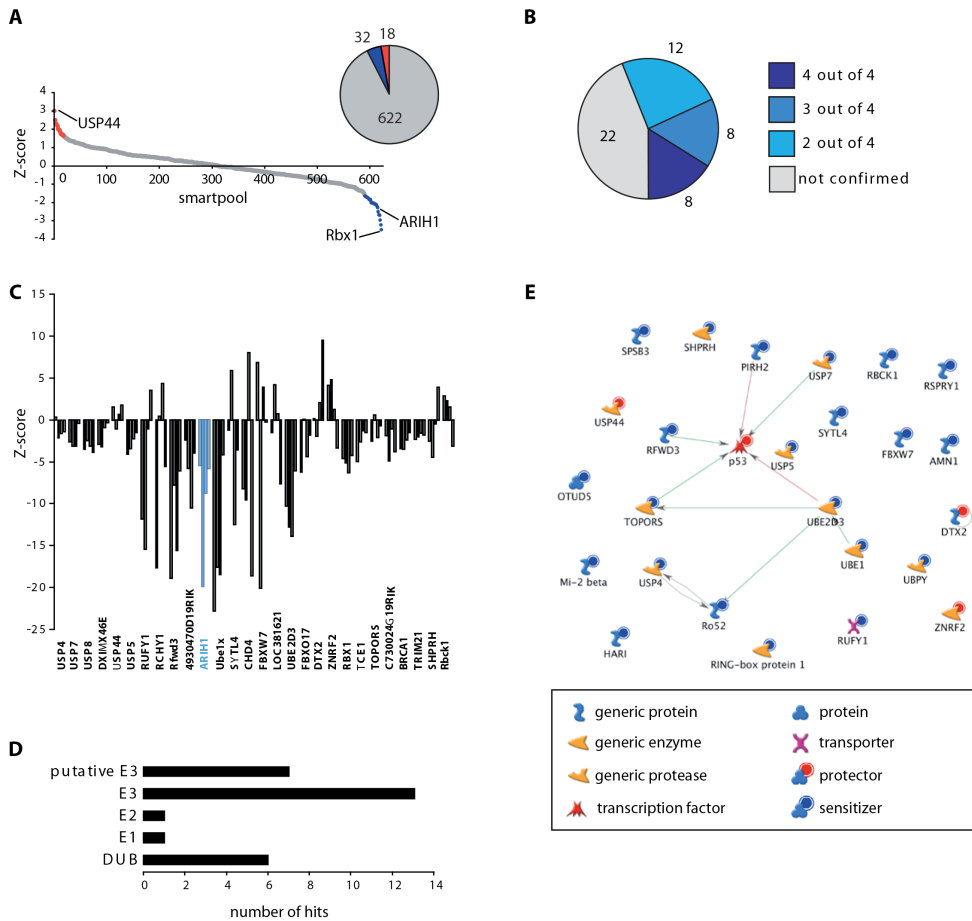 A
32
18
622
4
3
2
1
0
-1
-2
-3
-4
Z-score
USP44
0
100
200
300
400
500
600
smartpool
ARIH1
Rbx1
B
12
22
8
8
4 out of 4
3 out of 4
2 out of 4
not confirmed
C
15
10
5
0
-5
-10
-15
-20
-25
Z-score
USP4
USP7
USP8
DXIMX46E
USP44
USP5
RUFY1
RCHY1
Rfwd3
4930470D19RIK
ARIH1
Ube1x
SYTL4
CHD4
FBXW7
LOC381621
UBE2D3
FBXO17
DTX2
ZNRF2
RBX1
TCE1
TOPORS
C730024G19RIK
BRCA1
TRIM21
SHPRH
Rbck1
D
putative E3
E3
E2
E1
DUB
0
2
4
6
8
10
12
14
number of hits
E
SPSB3
SHPRH
PIRH2
USP7
RBCK1
RSPRY1
USP44
RFWD3
p53
USP5
SYTL4
FBXW7
AMN1
OTUD5
TOPORS
UBE2D3
DTX2
Mi-2 beta
USP4
UBE1
UBPY
Ro52
ZNRF2
HARI
RUFY1
RING-box protein 1
generic protein
protein
generic enzyme
transporter
generic protease
protector
transcription factor
sensitizer